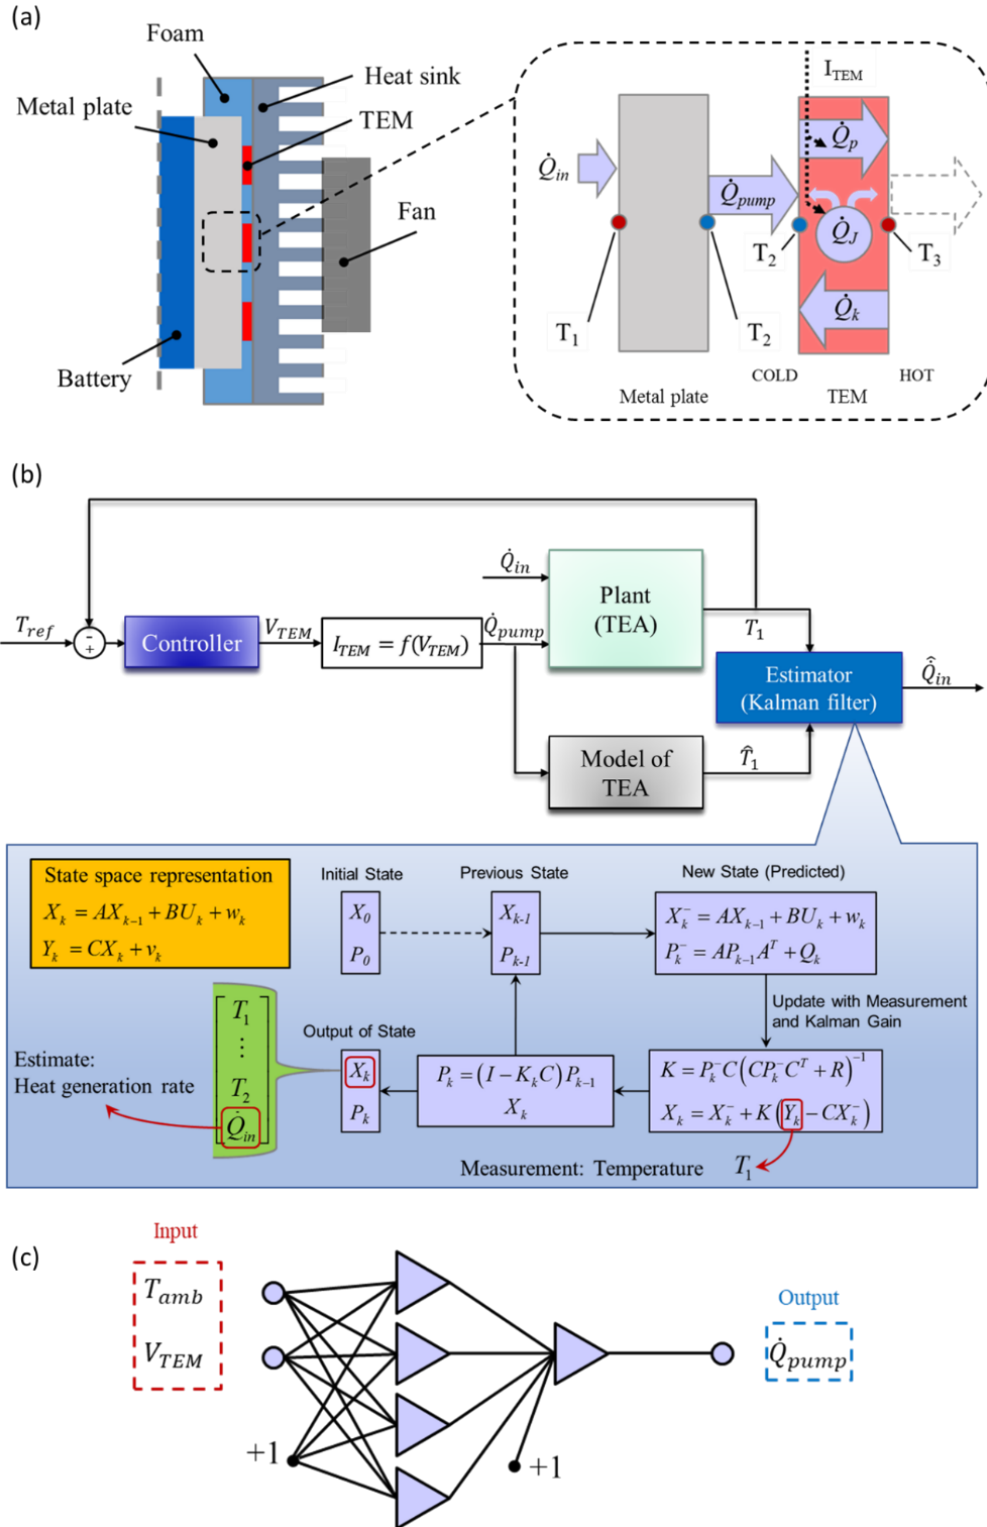 (a)
Foam
Heat sink
Metal plate
TEM
Fan
Battery
I_TEM
Q̇_in
Q̇_pump
Q̇_p
Q̇_J
Q̇_k
T_1
T_2
T_2
T_3
COLD
HOT
Metal plate
TEM
(b)
T_ref
-
+
Controller
V_TEM
I_TEM = f(V_TEM)
Q̇_in
Q̇_pump
Plant
(TEA)
T_1
Model of
TEA
T̂_1
Estimator
(Kalman filter)
Q̇̂_in
State space representation
X_k = AX_{k-1} + BU_k + w_k
Y_k = CX_k + v_k
Initial State
X_0
P_0
Previous State
X_{k-1}
P_{k-1}
New State (Predicted)
X_k^- = AX_{k-1} + BU_k + w_k
P_k^- = AP_{k-1}A^T + Q_k
Update with Measurement
and Kalman Gain
K = P_k^-C(CP_k^-C^T + R)^{-1}
X_k = X_k^- + K(Y_k - CX_k^-)
P_k = (I - K_kC)P_{k-1}
X_k
Output of State
X_k
P_k
T_1
⋮
T_2
Q̇_in
Estimate:
Heat generation rate
Measurement: Temperature
T_1
(c)
Input
T_amb
V_TEM
+1
+1
Output
Q̇_pump